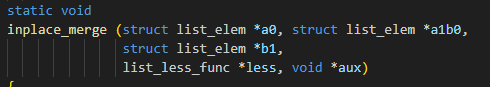 static void
inplace_merge (struct list_elem *a0, struct list_elem *a1b0,
struct list_elem *b1,
list_less_func *less, void *aux)
{